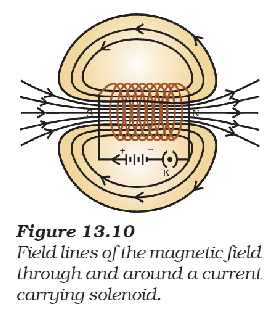 + −
K
Figure 13.10
Field lines of the magnetic field
through and around a current
carrying solenoid.